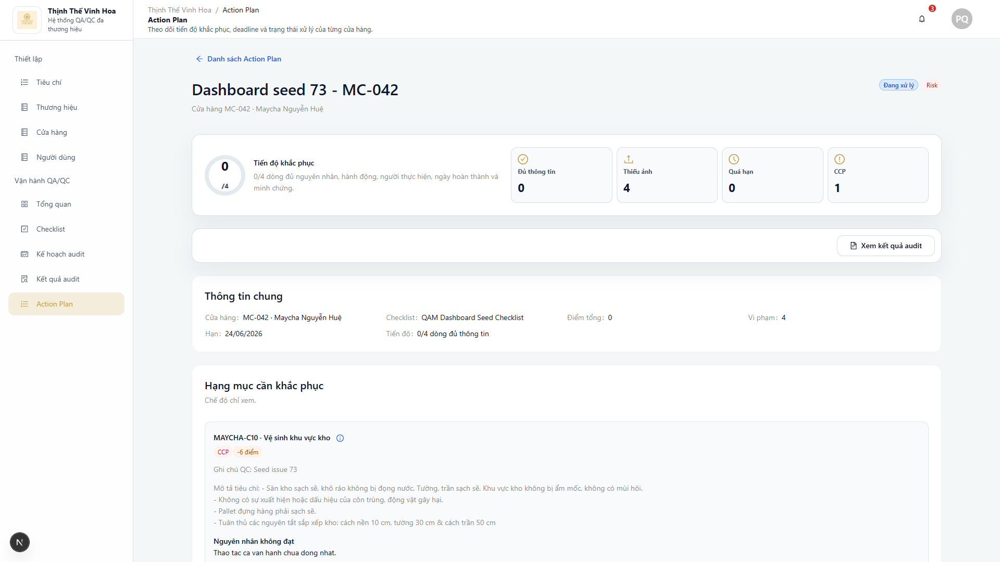 Thịnh Thế Vinh Hoa
Hệ thống QA/QC đa
thương hiệu
Thiết lập
Tiêu chí
Thương hiệu
Cửa hàng
Người dùng
Vận hành QA/QC
Tổng quan
Checklist
Kế hoạch audit
Kết quả audit
Action Plan
N
Thịnh Thế Vinh Hoa / Action Plan
Action Plan
Theo dõi tiến độ khắc phục, deadline và trạng thái xử lý của từng cửa hàng.
3
PQ
Danh sách Action Plan
Dashboard seed 73 - MC-042
Đang xử lý Risk
Cửa hàng MC-042 · Maycha Nguyễn Huệ
0
/4
Tiến độ khắc phục
0/4 dòng đủ nguyên nhân, hành động, người thực hiện, ngày hoàn thành và
minh chứng.
Đủ thông tin
0
Thiếu ảnh
4
Quá hạn
0
CCP
1
Xem kết quả audit
Thông tin chung
Cửa hàng: MC-042 · Maycha Nguyễn Huệ
Checklist: QAM Dashboard Seed Checklist
Điểm tổng: 0
Vi phạm: 4
Hạn: 24/06/2026
Tiến độ: 0/4 dòng đủ thông tin
Hạng mục cần khắc phục
Chế độ chỉ xem.
MAYCHA-C10 · Vệ sinh khu vực kho
CCP -6 điểm
Ghi chú QC: Seed issue 73
Mô tả tiêu chí: - Sàn kho sạch sẽ, khô ráo không bị đọng nước. Tường, trần sạch sẽ. Khu vực kho không bị ẩm mốc, không có mùi hôi.
- Không có sự xuất hiện hoặc dấu hiệu của côn trùng, động vật gây hại.
- Pallet đựng hàng phải sạch sẽ.
- Tuân thủ các nguyên tắt sắp xếp kho: cách nền 10 cm, tường 30 cm & cách trần 50 cm
Nguyên nhân không đạt
Thao tac ca van hanh chua dong nhat.